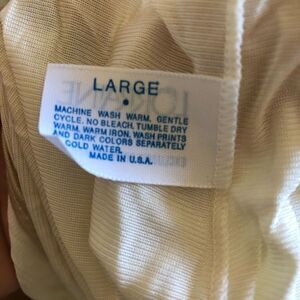 LARGE
MACHINE WASH WARM, GENTLE
CYCLE. NO BLEACH. TUMBLE DRY
WARM. WARM IRON. WASH PRINTS
AND DARK COLORS SEPARATELY
COLD WATER.
MADE IN U.S.A.